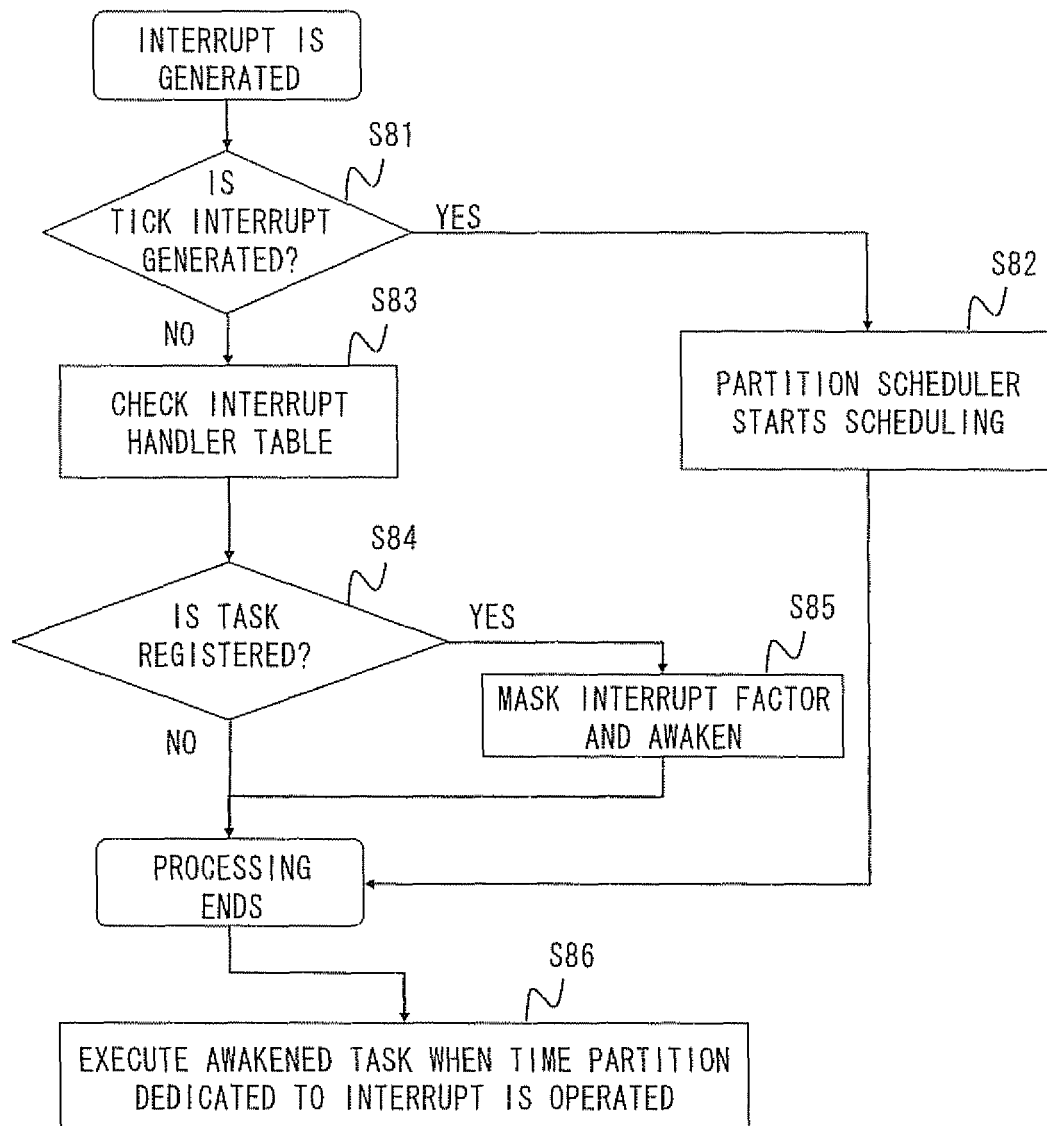 INTERRUPT IS
GENERATED
S81
IS
TICK INTERRUPT
GENERATED?
YES
S82
NO
S83
CHECK INTERRUPT
HANDLER TABLE
PARTITION SCHEDULER
STARTS SCHEDULING
S84
IS TASK
REGISTERED?
YES
S85
MASK INTERRUPT FACTOR
AND AWAKEN
NO
PROCESSING
ENDS
S86
EXECUTE AWAKENED TASK WHEN TIME PARTITION
DEDICATED TO INTERRUPT IS OPERATED